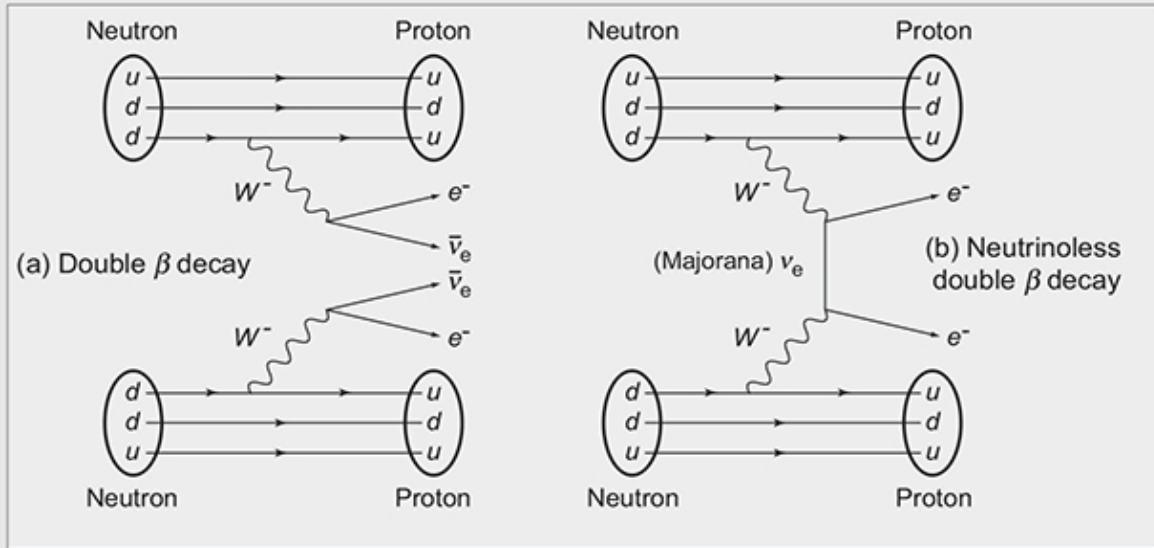 Neutron Proton Neutron Proton
u u u u
d d d d
d u d u
W⁻ e⁻ W⁻ e⁻
ν̄e
(a) Double β decay
(Majorana) νe
(b) Neutrinoless
double β decay
ν̄e
W⁻ e⁻ W⁻ e⁻
d u d u
d d d d
u u u u
Neutron Proton Neutron Proton